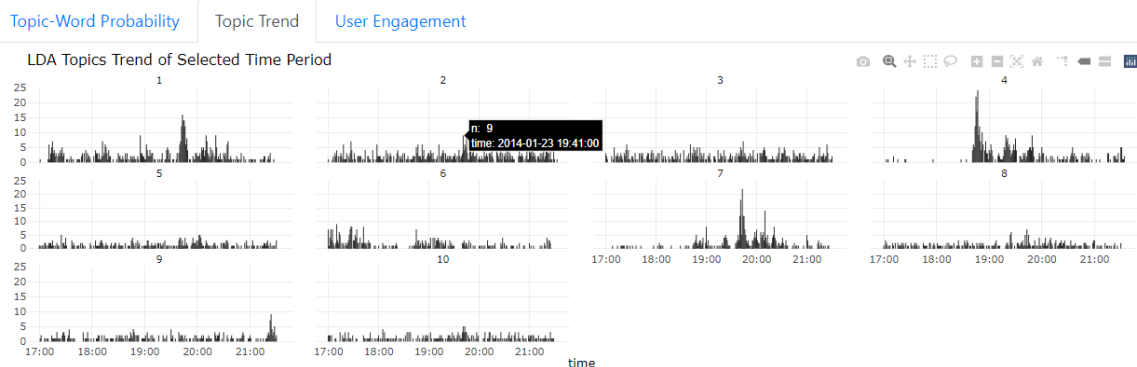 Topic-Word Probability Topic Trend User Engagement
LDA Topics Trend of Selected Time Period
1 2 3 4
25
20
15
10
5
0
n: 9
time: 2014-01-23 19:41:00
5 6 7 8
25
20
15
10
5
0
17:00 18:00 19:00 20:00 21:00 17:00 18:00 19:00 20:00 21:00
9 10
25
20
15
10
5
0
17:00 18:00 19:00 20:00 21:00 17:00 18:00 19:00 20:00 21:00
time